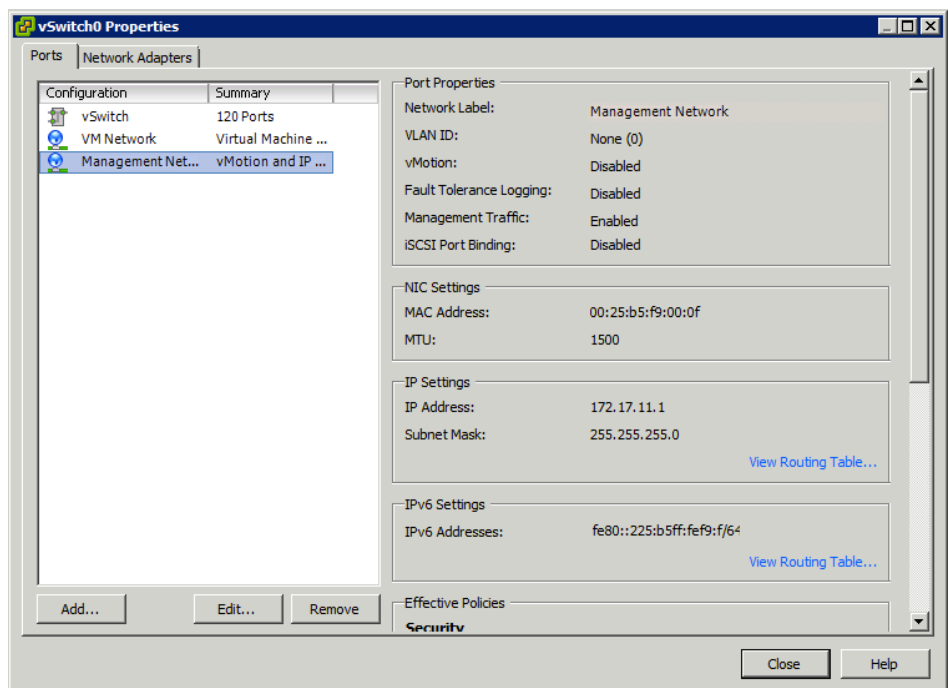 vSwitch0 Properties
Ports Network Adapters
Configuration Summary
vSwitch 120 Ports
VM Network Virtual Machine ...
Management Net... vMotion and IP ...
Add... Edit... Remove
Port Properties
Network Label: Management Network
VLAN ID: None (0)
vMotion: Disabled
Fault Tolerance Logging: Disabled
Management Traffic: Enabled
iSCSI Port Binding: Disabled
NIC Settings
MAC Address: 00:25:b5:f9:00:0f
MTU: 1500
IP Settings
IP Address: 172.17.11.1
Subnet Mask: 255.255.255.0
View Routing Table...
IPv6 Settings
IPv6 Addresses: fe80::225:b5ff:fef9:f/64
View Routing Table...
Effective Policies
Security
Close Help